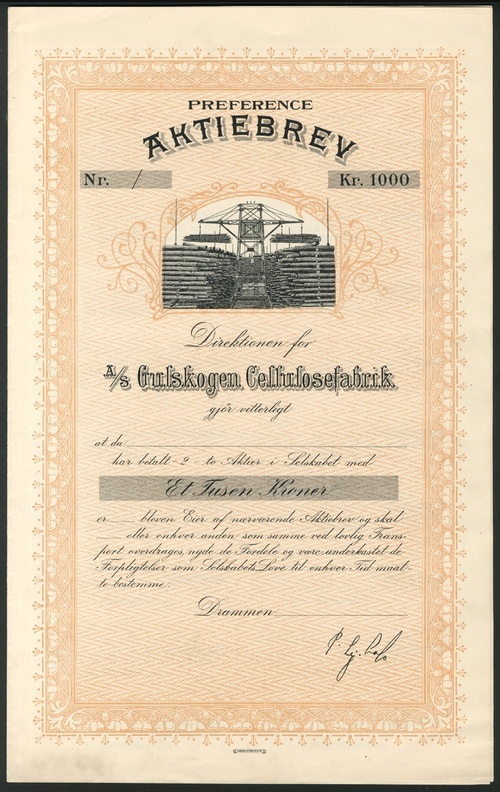 PREFERENCE
AKTIEBREV
Nr. / Kr. 1000
Direktionen for
A/S Gulskogen Cellulosefabrik
gjör vitterligt
at da
har betalt -2- to Aktier i Selskabet med
Et Tusen Kroner
er bleven Eier af nærværende Aktiebrev og skal
eller enhver anden som samme ved lovlig Trans-
port overdrages, nyde de Fordele og være underkastet de
Forpligtelser som Selskabets Love til enhver Tid maat-
te bestemme.
Drammen